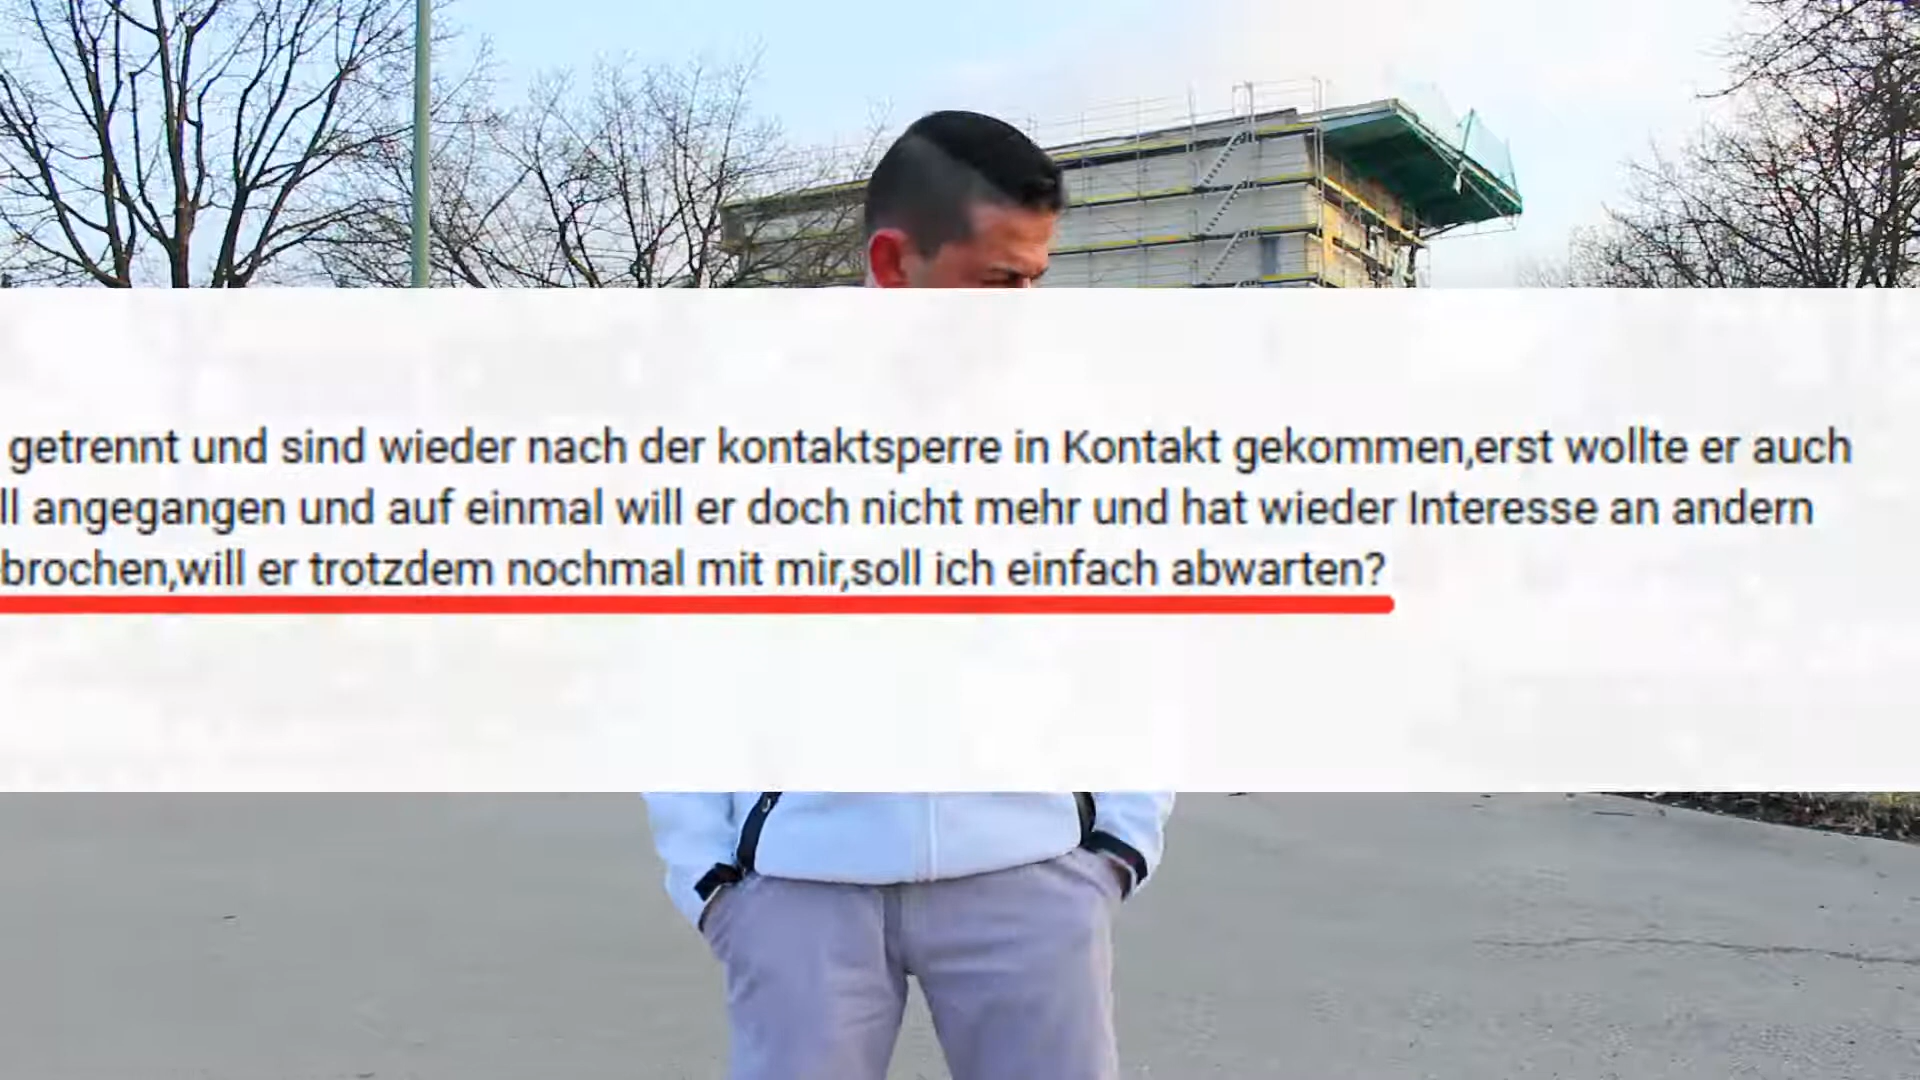 getrennt und sind wieder nach der kontaktsperre in Kontakt gekommen,erst wollte er auch
angegangen und auf einmal will er doch nicht mehr und hat wieder Interesse an andern
brochen,will er trotzdem nochmal mit mir,soll ich einfach abwarten?